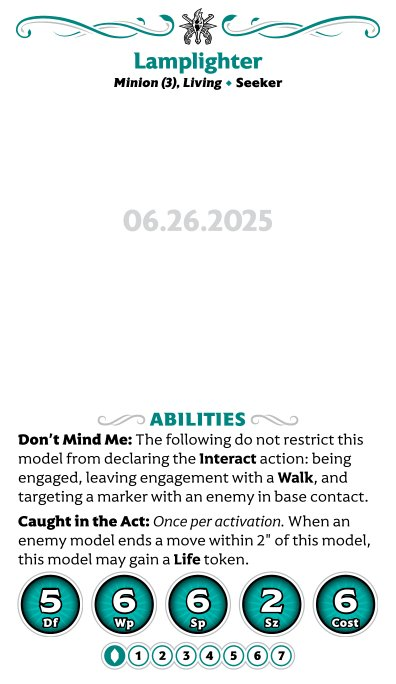 Lamplighter
Minion (3), Living ⬩ Seeker
06.26.2025
ABILITIES
Don't Mind Me: The following do not restrict this
model from declaring the Interact action: being
engaged, leaving engagement with a Walk, and
targeting a marker with an enemy in base contact.
Caught in the Act: Once per activation. When an
enemy model ends a move within 2" of this model,
this model may gain a Life token.
5 6 6 2 6
Df Wp Sp Sz Cost
1 2 3 4 5 6 7